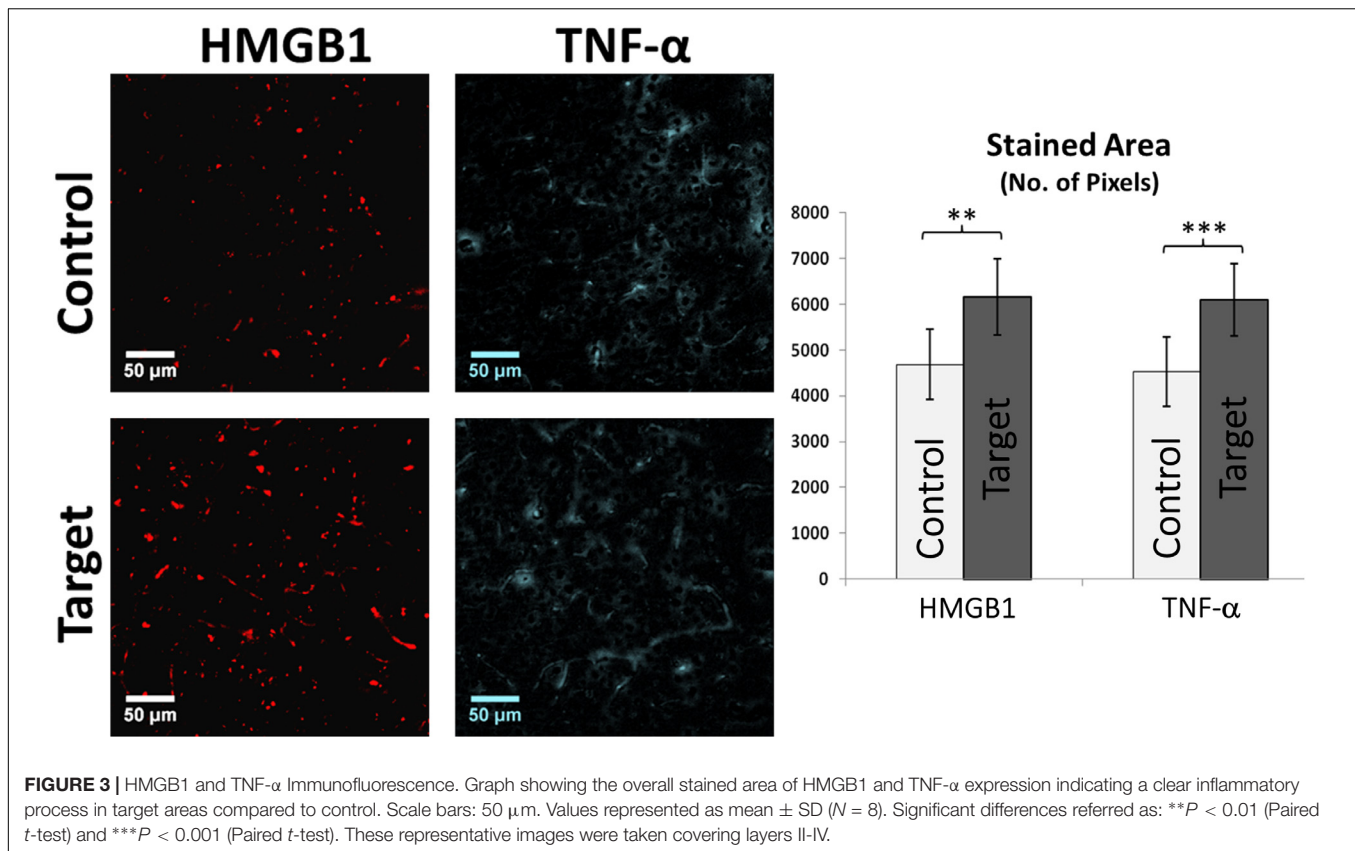 HMGB1
TNF-α
Control
50 μm
50 μm
Target
50 μm
50 μm
Stained Area
(No. of Pixels)
8000
7000
6000
5000
4000
3000
2000
1000
0
**
***
Control
Target
Control
Target
HMGB1
TNF-α
FIGURE 3 | HMGB1 and TNF-α Immunofluorescence. Graph showing the overall stained area of HMGB1 and TNF-α expression indicating a clear inflammatory
process in target areas compared to control. Scale bars: 50 μm. Values represented as mean ± SD (N = 8). Significant differences referred as: **P < 0.01 (Paired
t-test) and ***P < 0.001 (Paired t-test). These representative images were taken covering layers II-IV.